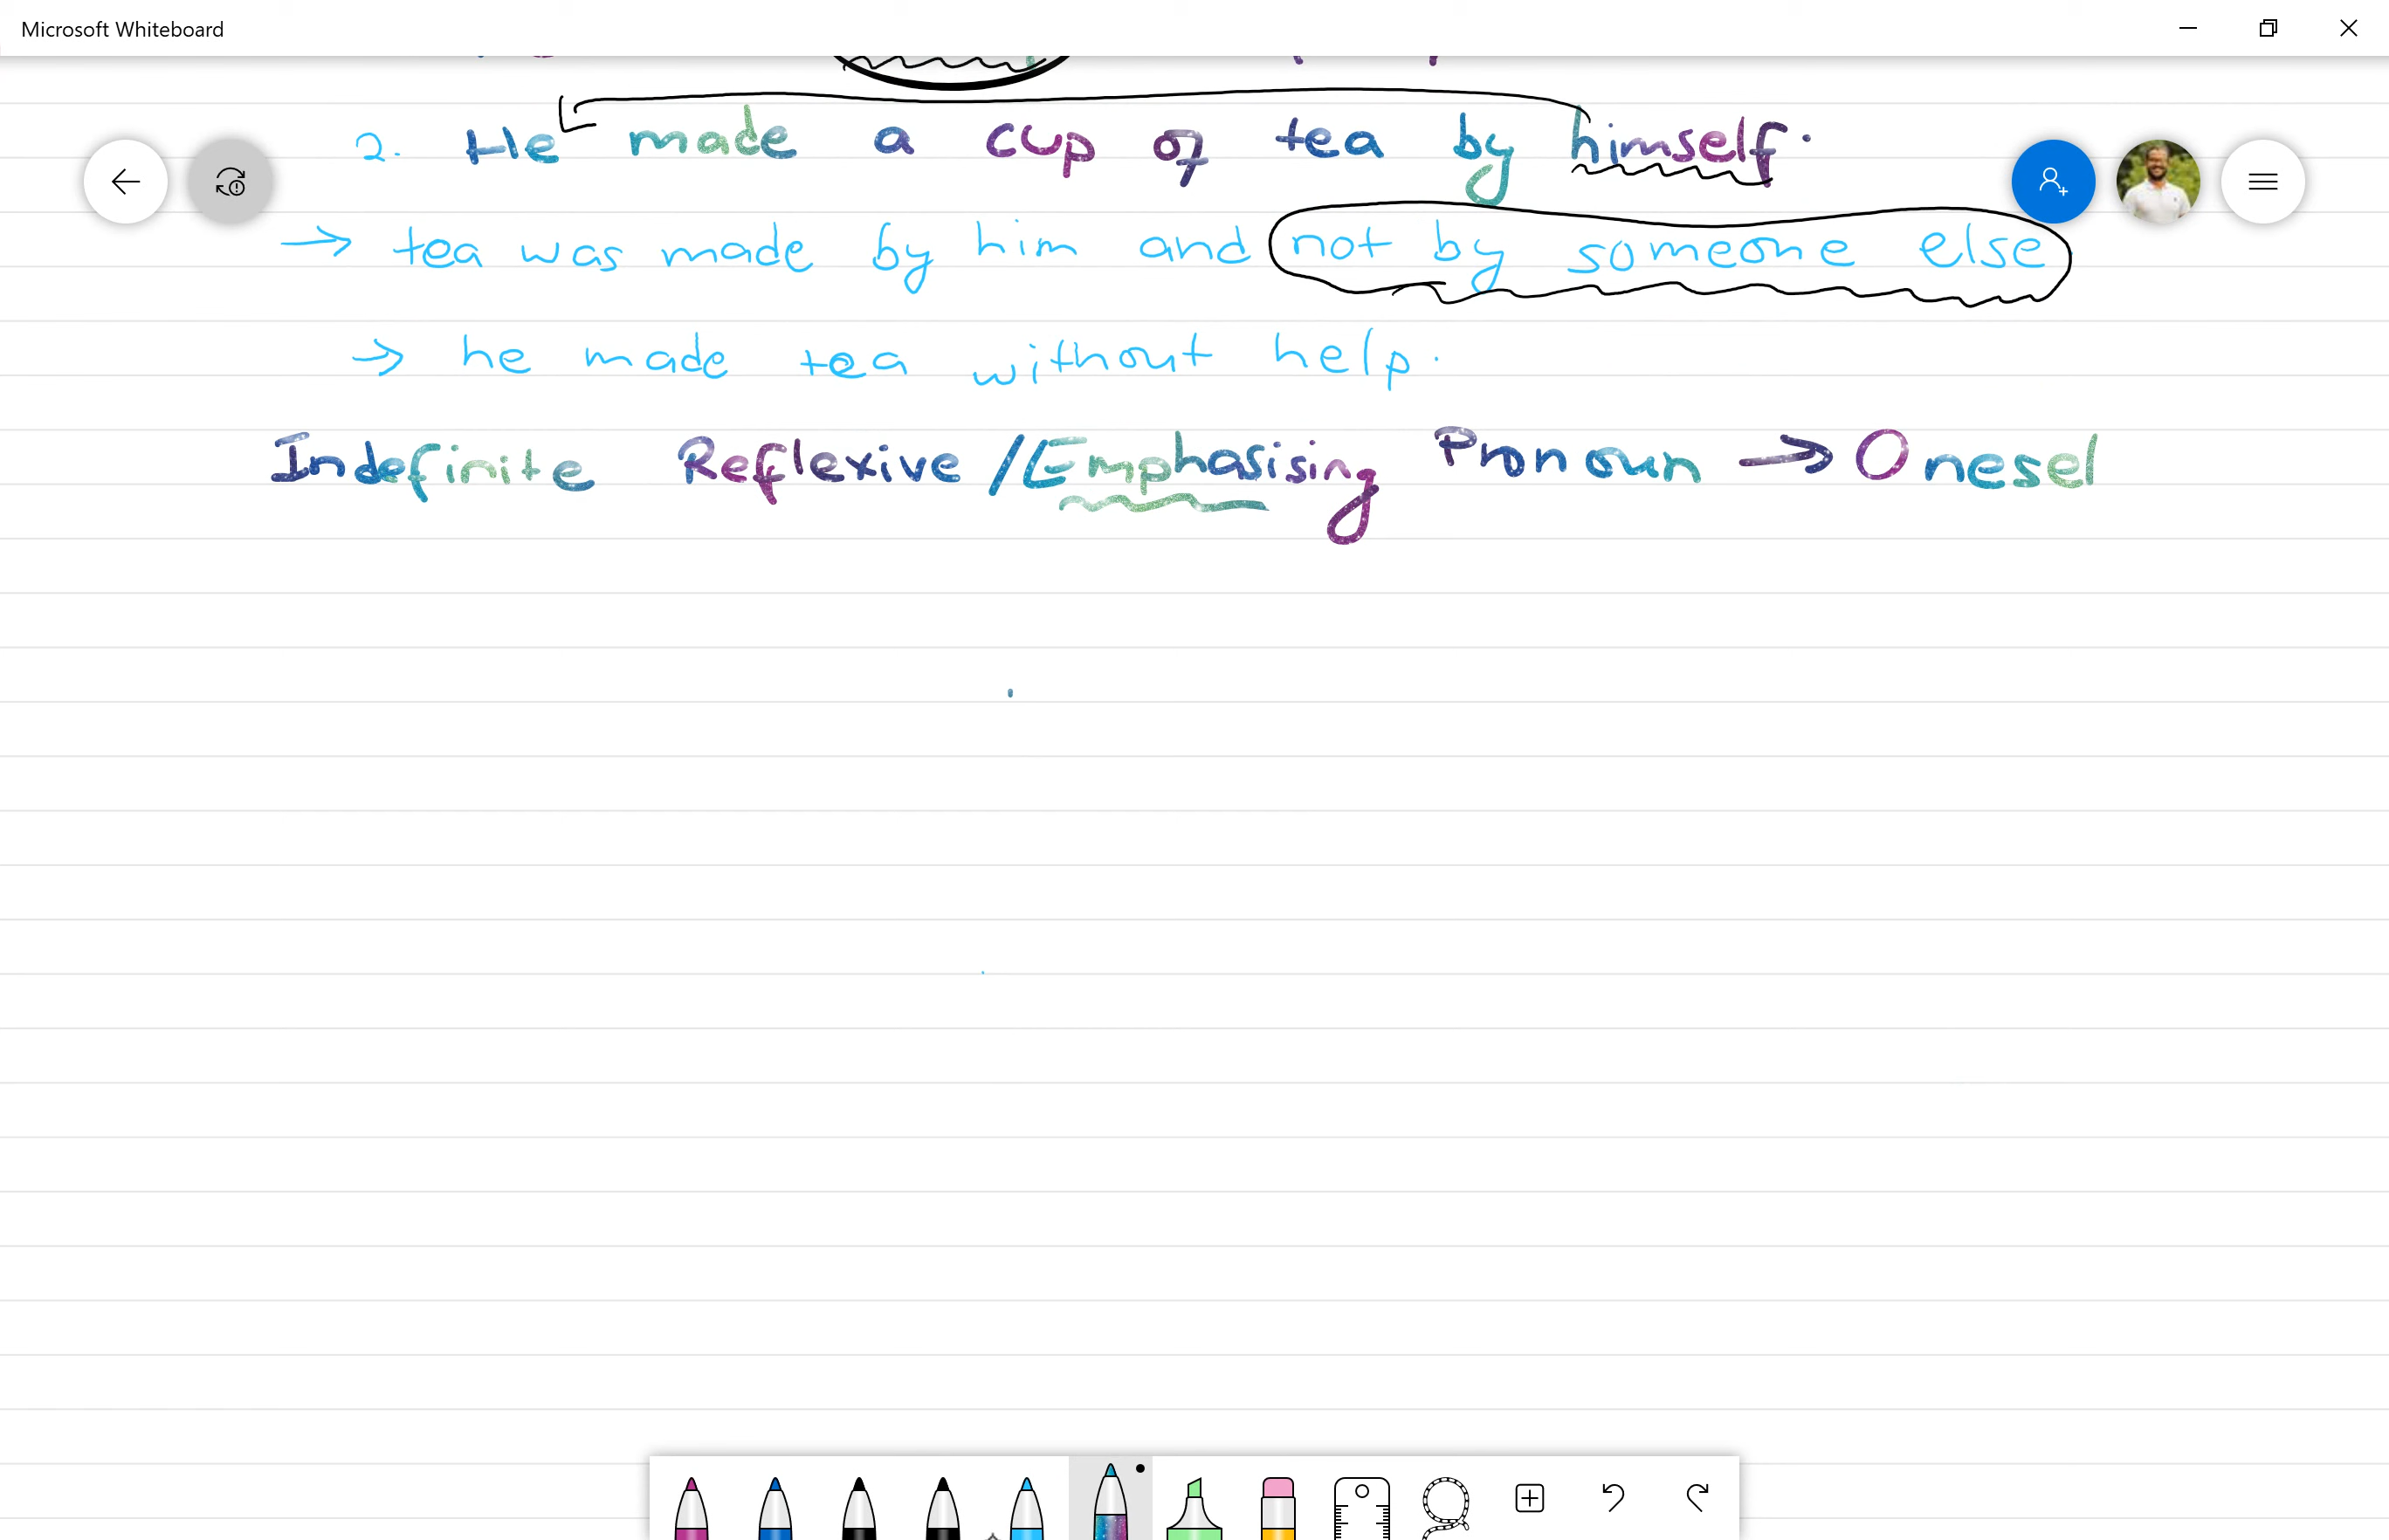 Microsoft Whiteboard
2. He made a cup of tea by himself.
→ tea was made by him and not by someone else
→ he made tea without help.
Indefinite Reflexive/Emphasising Pronoun → Onesel